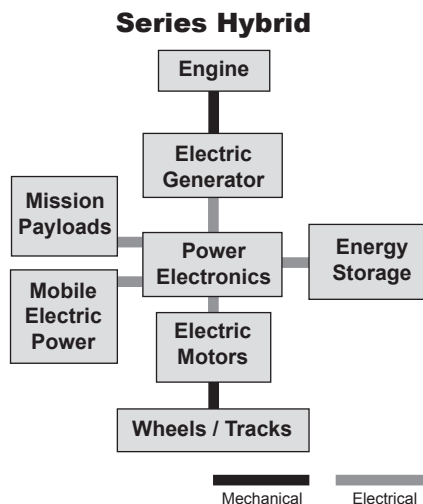 Series Hybrid
Engine
Electric
Generator
Mission
Payloads
Power
Electronics
Energy
Storage
Mobile
Electric
Power
Electric
Motors
Wheels / Tracks
Mechanical
Electrical